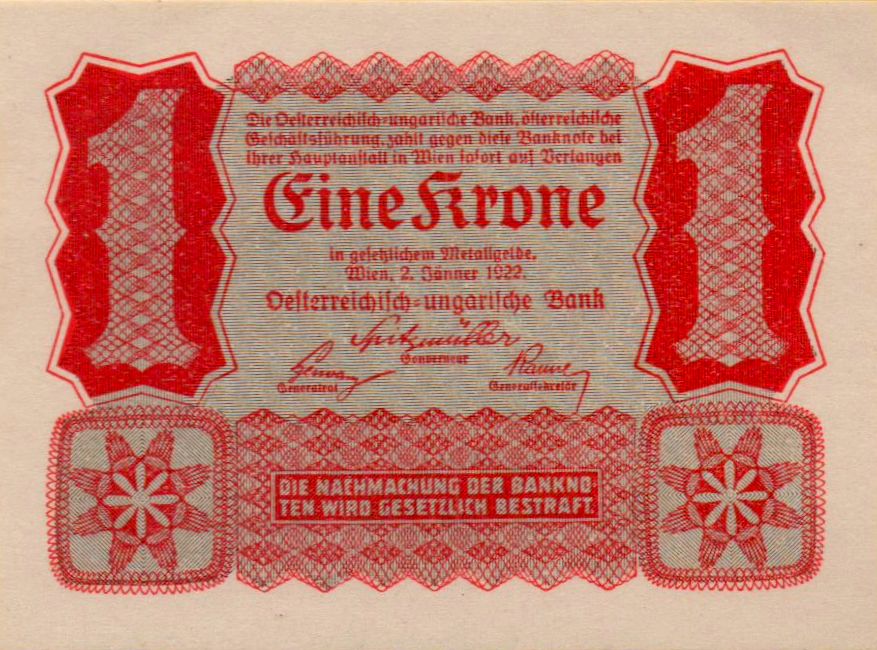 1 1
Die Oesterreichisch-ungarische Bank, österreichische
Geschäftsführung, zahlt gegen diese Banknote bei
ihrer Hauptanstalt in Wien sofort auf Verlangen
Eine Krone
in gesetzlichem Metallgelde.
Wien, 2. Jänner 1922.
Oesterreichisch-ungarische Bank
Spitzmüller
Gouverneur
Generalrat Generalsekretär
DIE NACHMACHUNG DER BANKNO-
TEN WIRD GESETZLICH BESTRAFT.